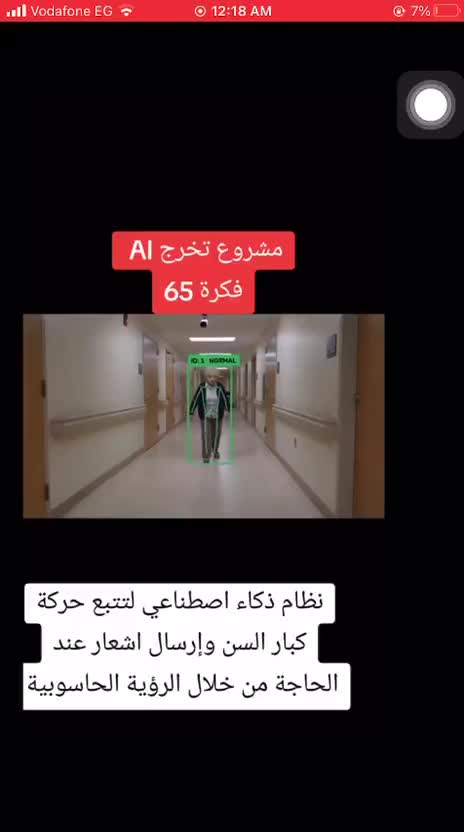 Vodafone EG
12:18 AM
7%
مشروع تخرج AI
فكرة 65
ID: 1 NORMAL
نظام ذكاء اصطناعي لتتبع حركة
كبار السن وإرسال اشعار عند
الحاجة من خلال الرؤية الحاسوبية